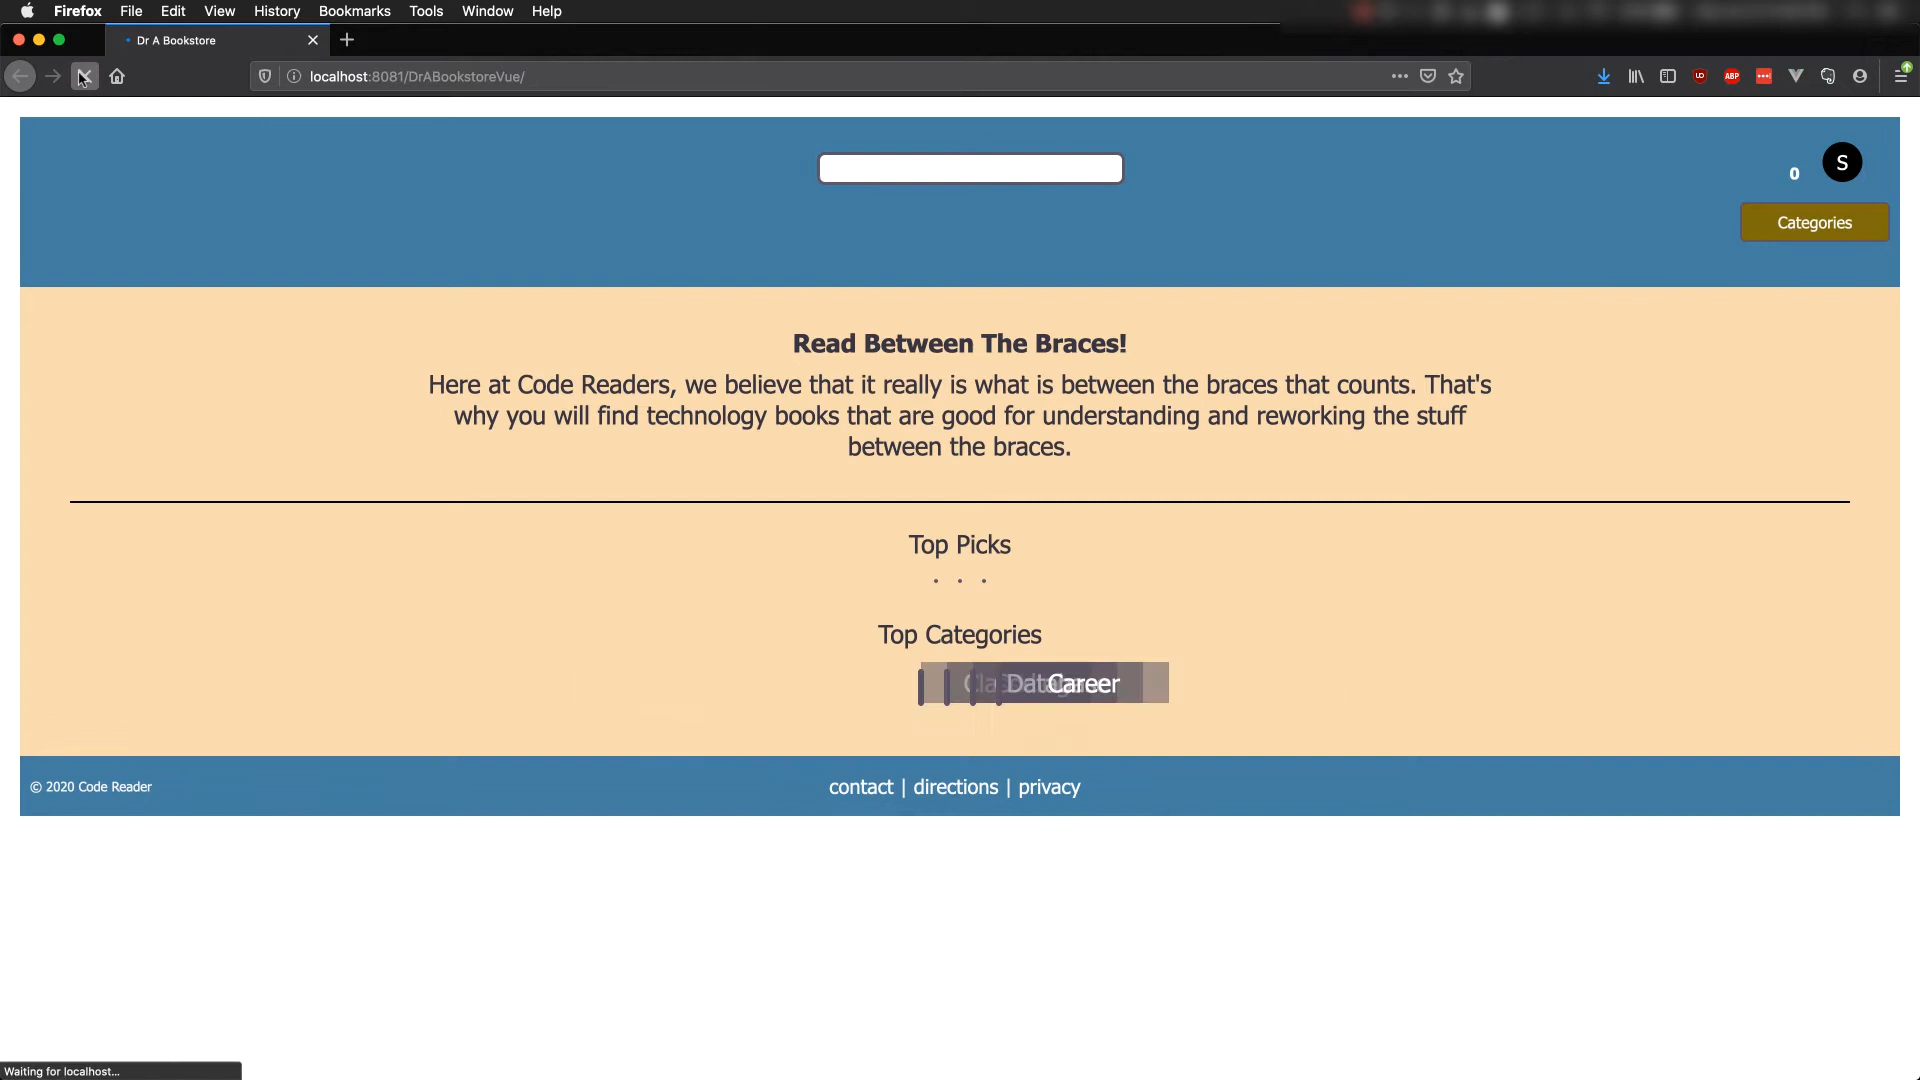 Firefox File Edit View History Bookmarks Tools Window Help
Dr A Bookstore
localhost:8081/DrABookstoreVue/
UD ABP
0 S
Categories
Read Between The Braces!
Here at Code Readers, we believe that it really is what is between the braces that counts. That's
why you will find technology books that are good for understanding and reworking the stuff
between the braces.
Top Picks
Top Categories
Career
© 2020 Code Reader
contact | directions | privacy
Waiting for localhost...